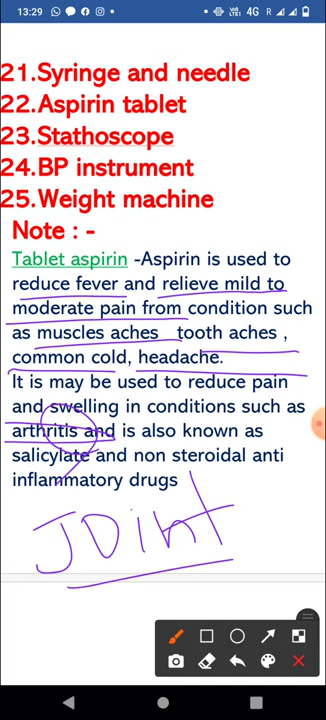 13:29
4G R
21.Syringe and needle
22.Aspirin tablet
23.Stathoscope
24.BP instrument
25.Weight machine
Note : -
Tablet aspirin -Aspirin is used to
reduce fever and relieve mild to
moderate pain from condition such
as muscles aches tooth aches ,
common cold, headache.
It is may be used to reduce pain
and swelling in conditions such as
arthritis and is also known as
salicylate and non steroidal anti
inflammatory drugs
JOint